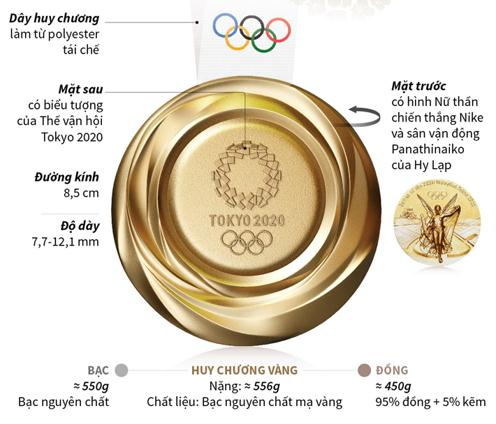 Dây huy chương
làm từ polyester
tái chế
Mặt sau
có biểu tượng
của Thế vận hội
Tokyo 2020
Đường kính
8,5 cm
Độ dày
7,7-12,1 mm
Mặt trước
có hình Nữ thần
chiến thắng Nike
và sân vận động
Panathinaiko
của Hy Lạp
TOKYO 2020
BẠC
≈ 550g
Bạc nguyên chất
HUY CHƯƠNG VÀNG
Nặng: ≈ 556g
Chất liệu: Bạc nguyên chất mạ vàng
ĐỒNG
≈ 450g
95% đồng + 5% kẽm